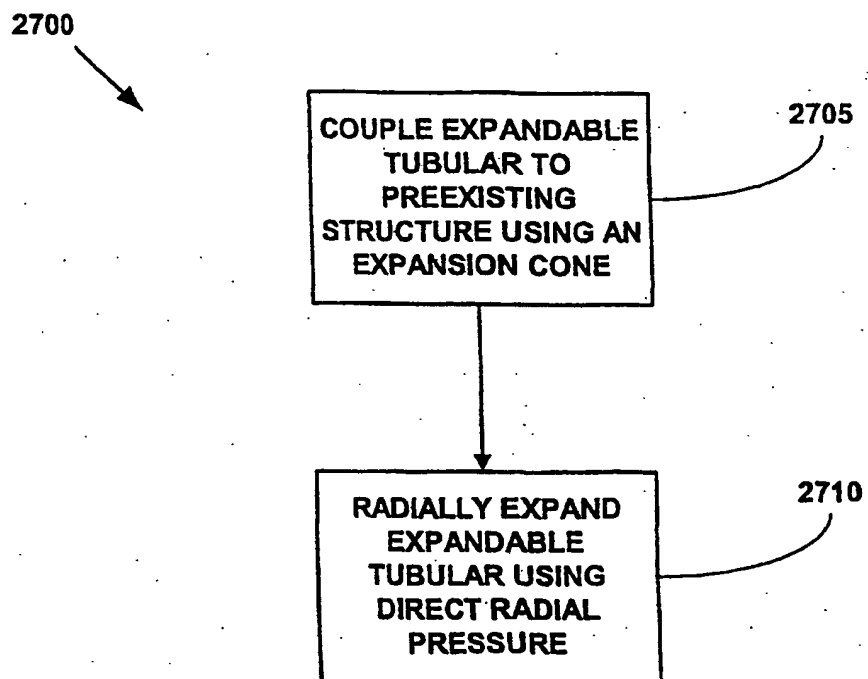 2700
COUPLE EXPANDABLE
TUBULAR TO
PREEXISTING
STRUCTURE USING AN
EXPANSION CONE
2705
RADIALLY EXPAND
EXPANDABLE
TUBULAR USING
DIRECT RADIAL
PRESSURE
2710